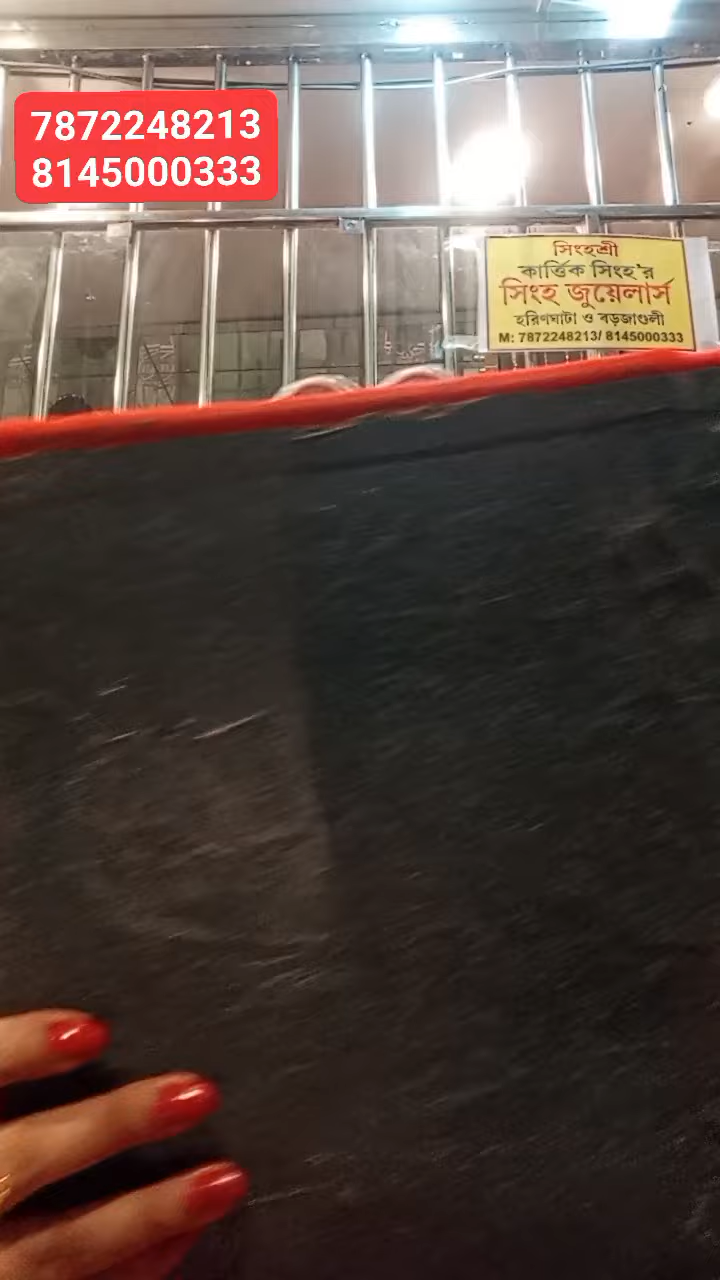 7872248213
8145000333
সিংহশ্রী
কার্ত্তিক সিংহ'র
সিংহ জুয়েলার্স
হরিণঘাটা ও বড়জাগুলী
M: 7872248213/ 8145000333